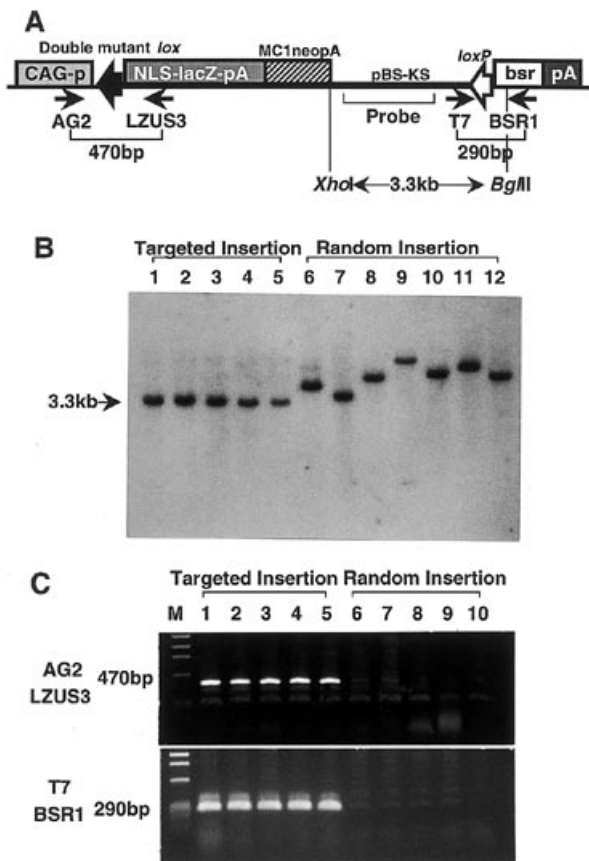 A
Double mutant lox
MC1neopA
loxP
CAG-p
NLS-lacZ-pA
pBS-KS
bsr
pA
AG2
LZUS3
Probe
T7
BSR1
470bp
290bp
XhoI
3.3kb
BglII
B
Targeted Insertion
Random Insertion
1 2 3 4 5 6 7 8 9 10 11 12
3.3kb
C
Targeted Insertion
Random Insertion
M 1 2 3 4 5 6 7 8 9 10
AG2
LZUS3
470bp
T7
BSR1
290bp